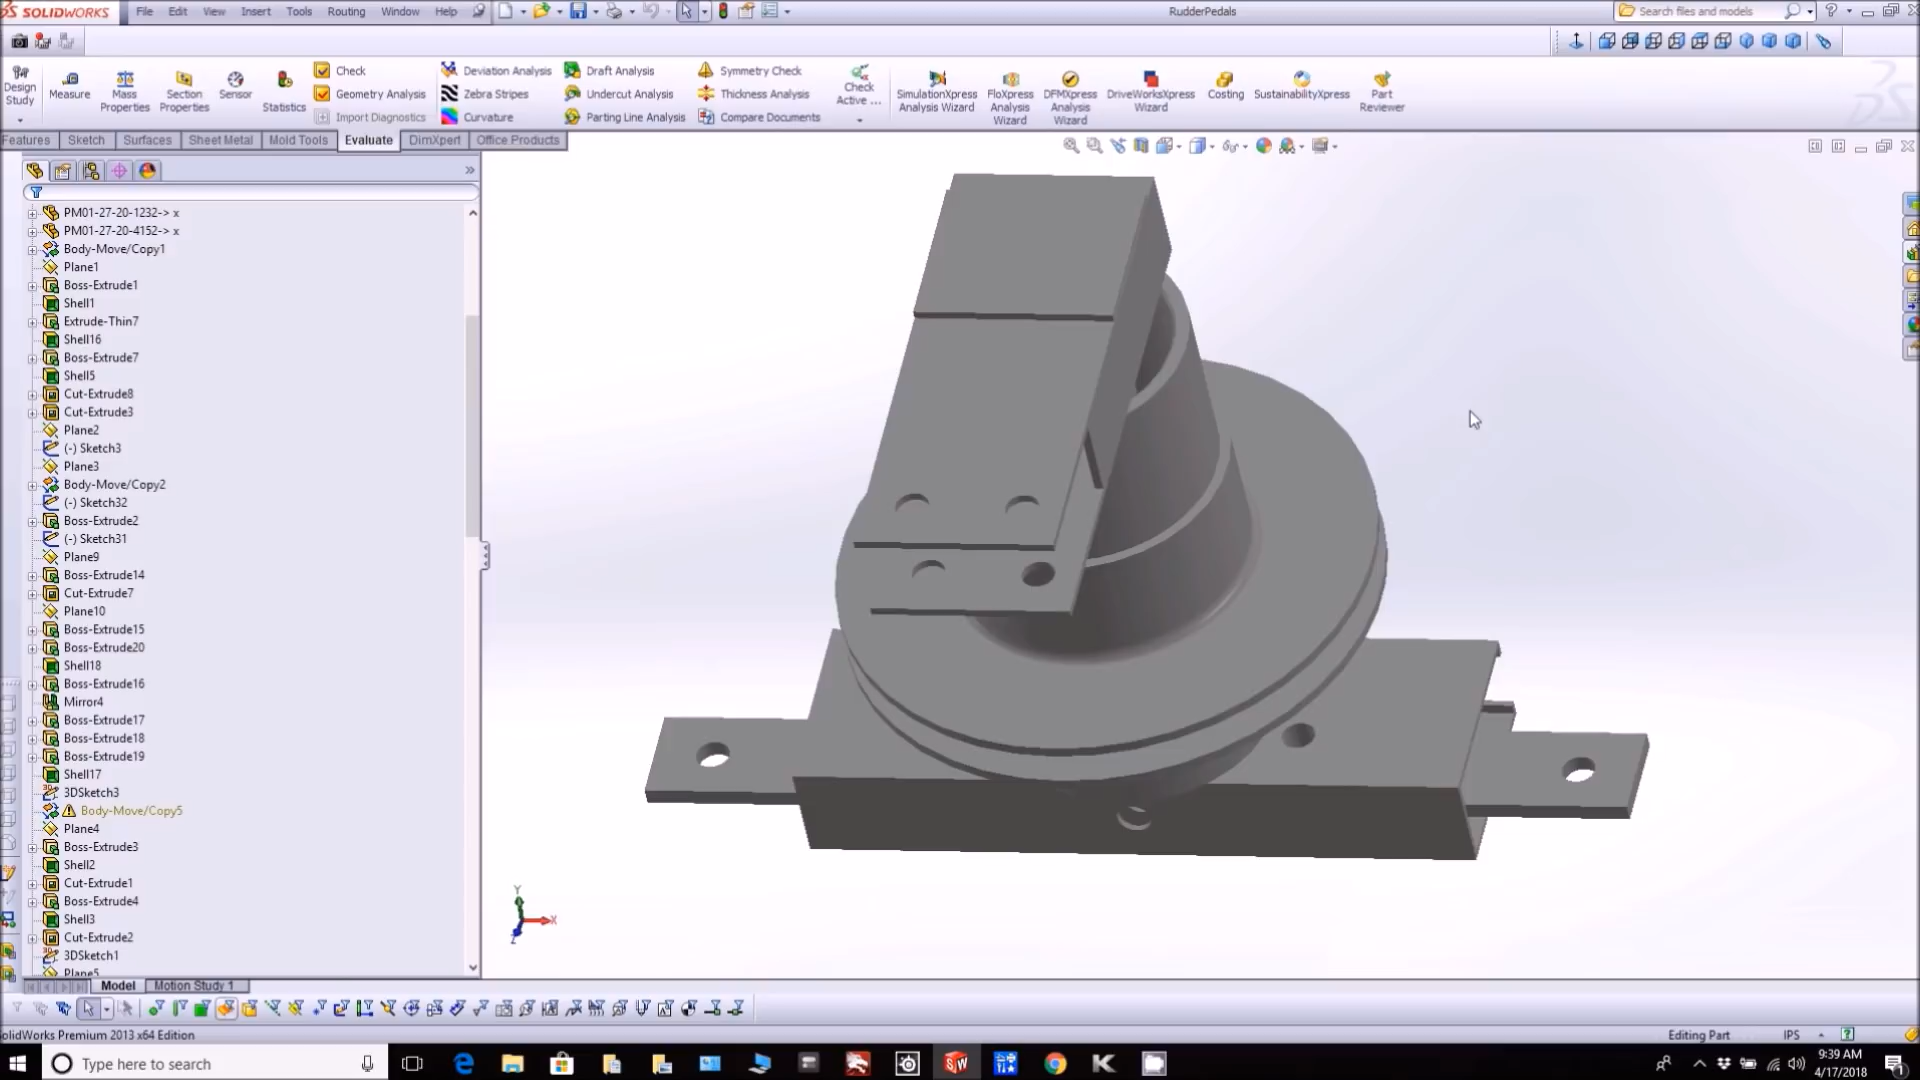 SOLIDWORKS File Edit View Insert Tools Routing Window Help RudderPedals Search files and models
Design Study
Measure
Mass Properties
Section Properties
Sensor
Statistics
Check
Geometry Analysis
Import Diagnostics
Deviation Analysis
Zebra Stripes
Curvature
Draft Analysis
Undercut Analysis
Parting Line Analysis
Symmetry Check
Thickness Analysis
Compare Documents
Check Active ...
SimulationXpress Analysis Wizard
FloXpress Analysis Wizard
DFMXpress Analysis Wizard
DriveWorksXpress Wizard
Costing
SustainabilityXpress
Part Reviewer
Features Sketch Surfaces Sheet Metal Mold Tools Evaluate DimXpert Office Products
PM01-27-20-1232-> x
PM01-27-20-4152-> x
Body-Move/Copy1
Plane1
Boss-Extrude1
Shell1
Extrude-Thin7
Shell16
Boss-Extrude7
Shell5
Cut-Extrude8
Cut-Extrude3
Plane2
(-) Sketch3
Plane3
Body-Move/Copy2
(-) Sketch32
Boss-Extrude2
(-) Sketch31
Plane9
Boss-Extrude14
Cut-Extrude7
Plane10
Boss-Extrude15
Boss-Extrude20
Shell18
Boss-Extrude16
Mirror4
Boss-Extrude17
Boss-Extrude18
Boss-Extrude19
Shell17
3DSketch3
Body-Move/Copy5
Plane4
Boss-Extrude3
Shell2
Cut-Extrude1
Boss-Extrude4
Shell3
Cut-Extrude2
3DSketch1
Plane5
Y
X
Z
Model Motion Study 1
olidWorks Premium 2013 x64 Edition Editing Part IPS
Type here to search
9:39 AM
4/17/2018